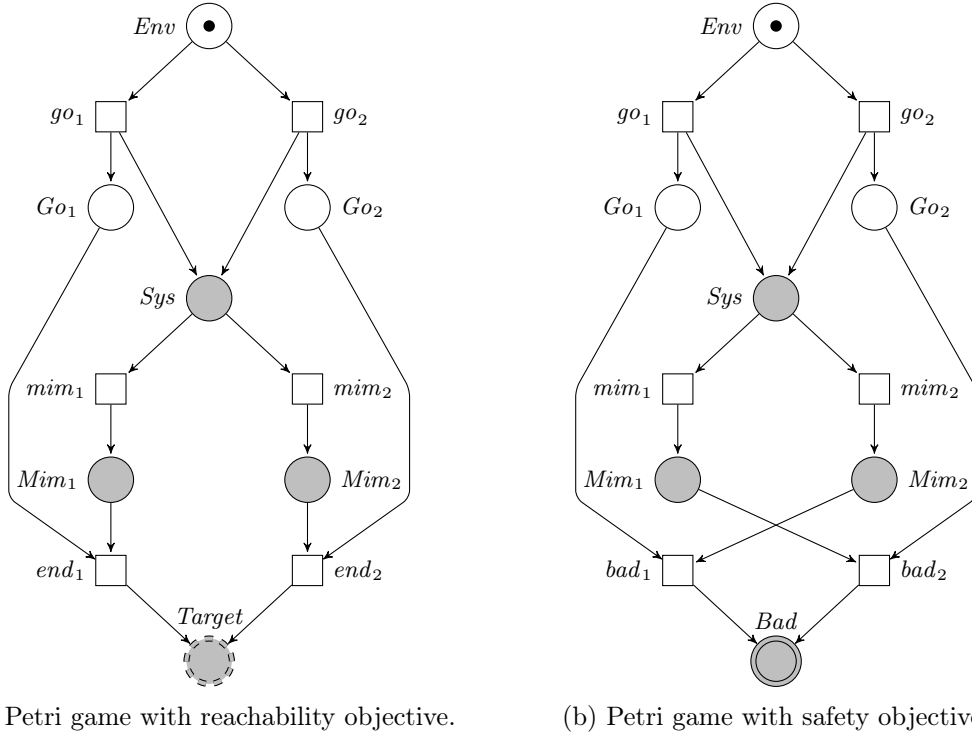 Env Env
go₁ go₂ go₁ go₂
Go₁ Go₂ Go₁ Go₂
Sys Sys
mim₁ mim₂ mim₁ mim₂
Mim₁ Mim₂ Mim₁ Mim₂
end₁ end₂ bad₁ bad₂
Target Bad
Petri game with reachability objective. (b) Petri game with safety objective